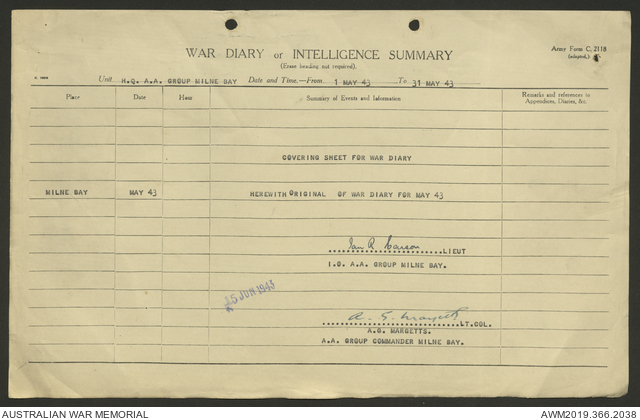 WAR DIARY or INTELLIGENCE SUMMARY
(Erase heading not required).
Army Form C. 2118
(adapted.)
Unit H.Q. A.A. GROUP MILNE BAY Date and Time.—From 1 MAY 43 To 31 MAY 43
Place Date Hour Summary of Events and Information Remarks and references to Appendices, Diaries, &c.
COVERING SHEET FOR WAR DIARY
MILNE BAY MAY 43 HEREWITH ORIGINAL OF WAR DIARY FOR MAY 43
Ian R Carson LIEUT
I.O. A.A. GROUP MILNE BAY.
15 JUN 1943
A. G. Margetts LT.COL.
A.G. MARGETTS.
A.A. GROUP COMMANDER MILNE BAY.
AUSTRALIAN WAR MEMORIAL AWM2019.366.2038